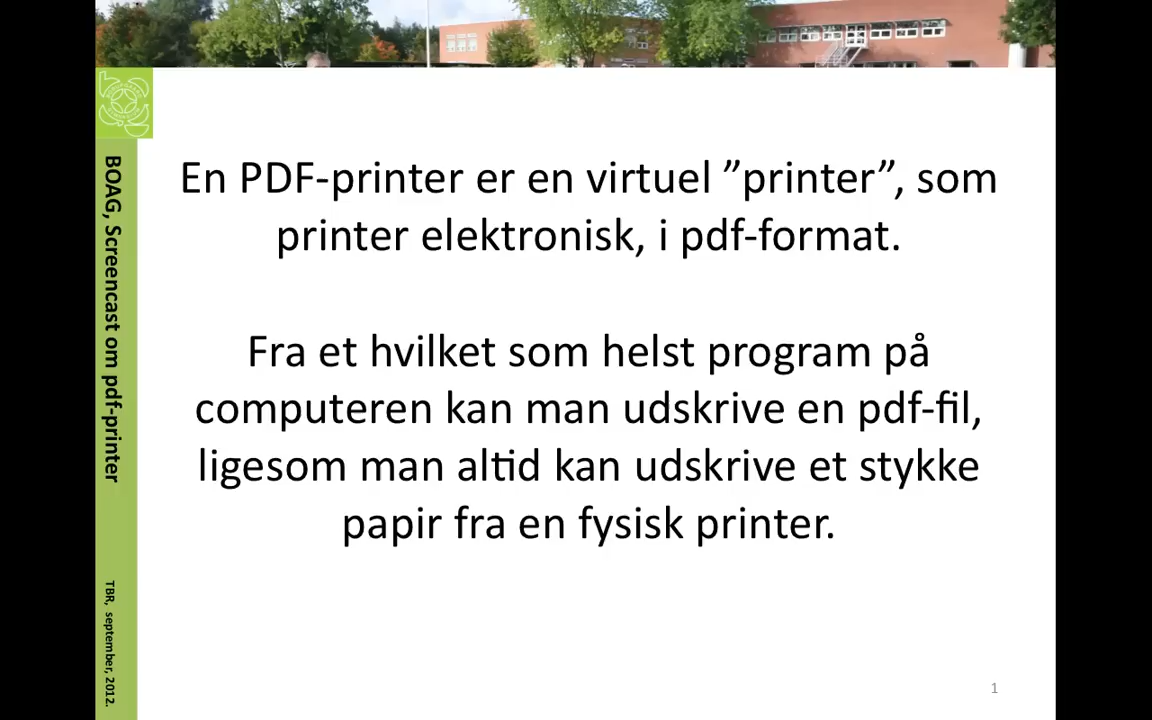 En PDF-printer er en virtuel ”printer”, som
printer elektronisk, i pdf-format.
Fra et hvilket som helst program på
computeren kan man udskrive en pdf-fil,
ligesom man altid kan udskrive et stykke
papir fra en fysisk printer.
BOAG, Screencast om pdf-printer
TBR, september, 2012.
1